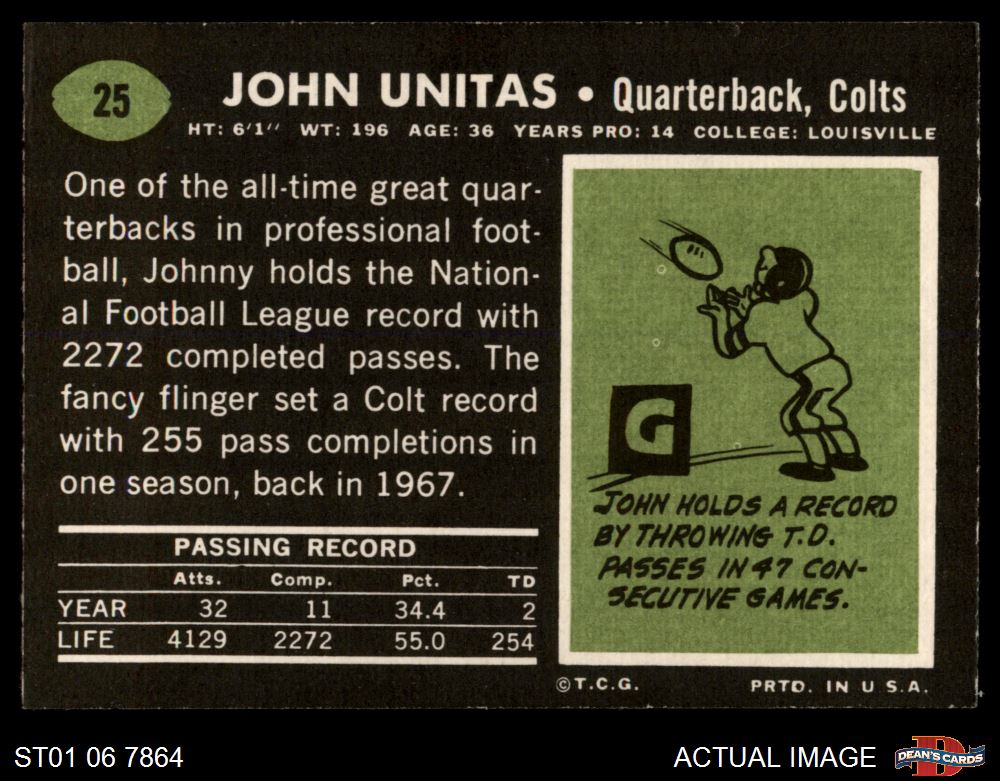 25
JOHN UNITAS • Quarterback, Colts
HT: 6'1" WT: 196 AGE: 36 YEARS PRO: 14 COLLEGE: LOUISVILLE
One of the all-time great quar-
terbacks in professional foot-
ball, Johnny holds the Nation-
al Football League record with
2272 completed passes. The
fancy flinger set a Colt record
with 255 pass completions in
one season, back in 1967.
PASSING RECORD
Atts. Comp. Pct. TD
YEAR 32 11 34.4 2
LIFE 4129 2272 55.0 254
G
JOHN HOLDS A RECORD
BY THROWING T.D.
PASSES IN 47 CON-
SECUTIVE GAMES.
©T.C.G. PRTD. IN U S.A.
ST01 06 7864
ACTUAL IMAGE
D
DEAN'S CARDS